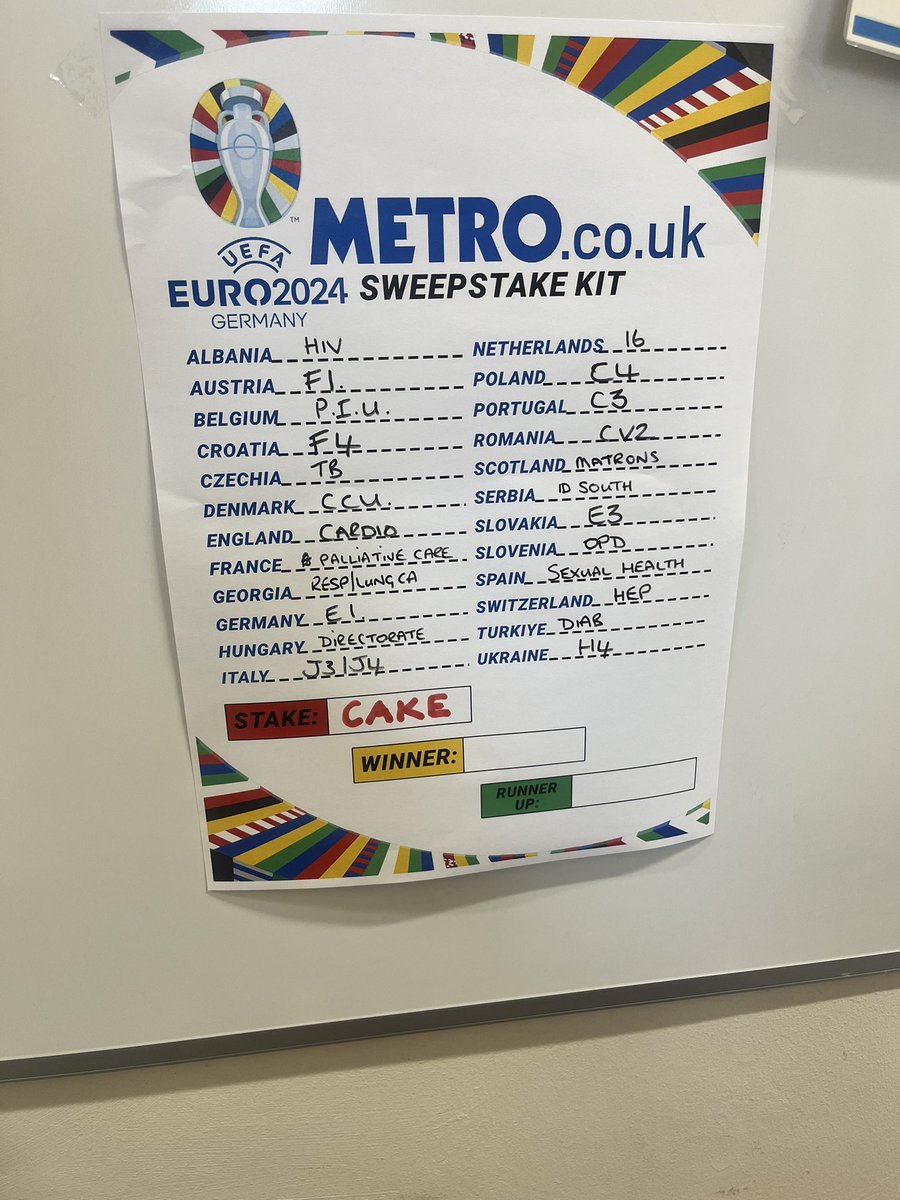 METRO.co.uk
TM
UEFA
EURO2024
GERMANY
SWEEPSTAKE KIT
ALBANIA HIV
AUSTRIA F1.
BELGIUM P.I.U.
CROATIA F4
CZECHIA TB
DENMARK CCU.
ENGLAND CARDIO
FRANCE PALLIATIVE CARE
GEORGIA RESP/LUNG CA
GERMANY E1
HUNGARY DIRECTORATE
ITALY J3/J4
NETHERLANDS 16
POLAND C4
PORTUGAL C3
ROMANIA CV2
SCOTLAND MATRONS
SERBIA ID SOUTH
SLOVAKIA E3
SLOVENIA OPD
SPAIN SEXUAL HEALTH
SWITZERLAND HEP
TURKIYE DIAB
UKRAINE H4
STAKE: CAKE
WINNER:
RUNNER
UP: